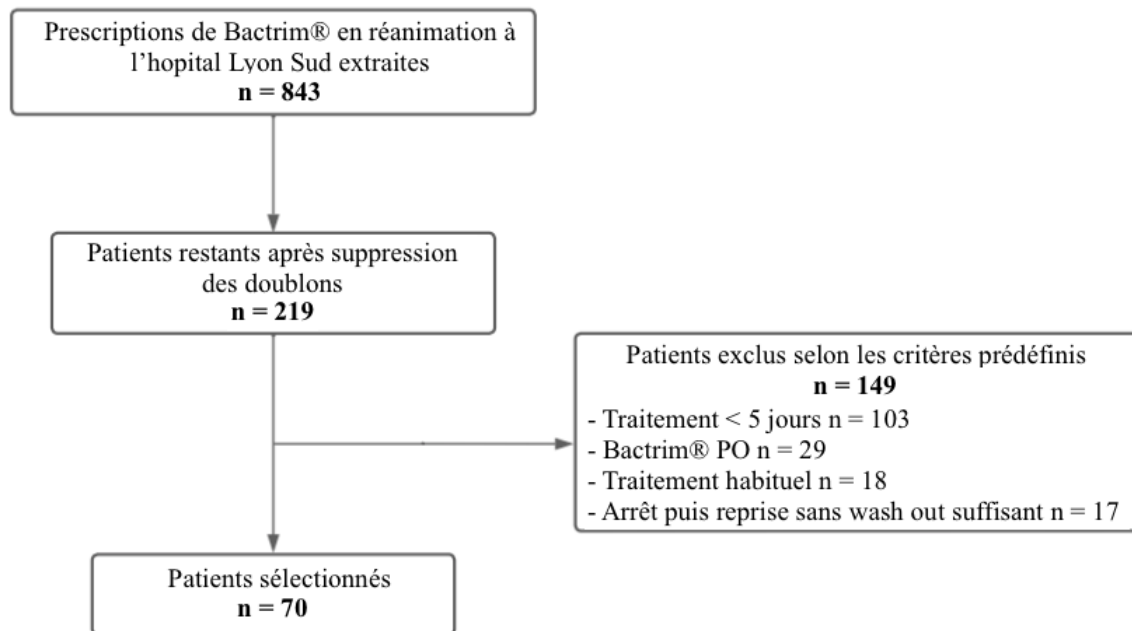 Prescriptions de Bactrim® en réanimation à
l’hopital Lyon Sud extraites
n = 843
Patients restants après suppression
des doublons
n = 219
Patients exclus selon les critères prédéfinis
n = 149
- Traitement < 5 jours n = 103
- Bactrim® PO n = 29
- Traitement habituel n = 18
- Arrêt puis reprise sans wash out suffisant n = 17
Patients sélectionnés
n = 70